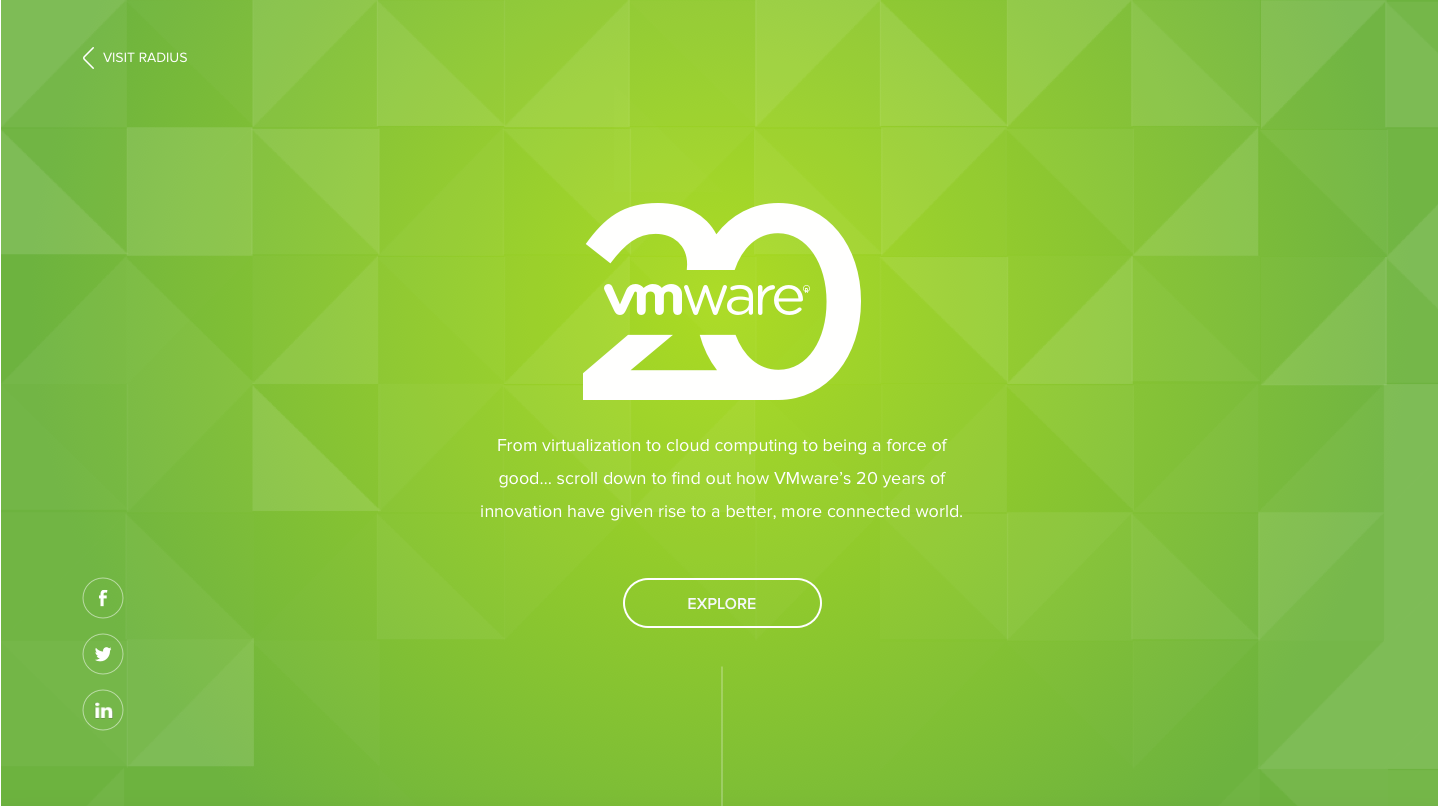 VISIT RADIUS
20
vmware®
From virtualization to cloud computing to being a force of
good... scroll down to find out how VMware’s 20 years of
innovation have given rise to a better, more connected world.
EXPLORE
f
in